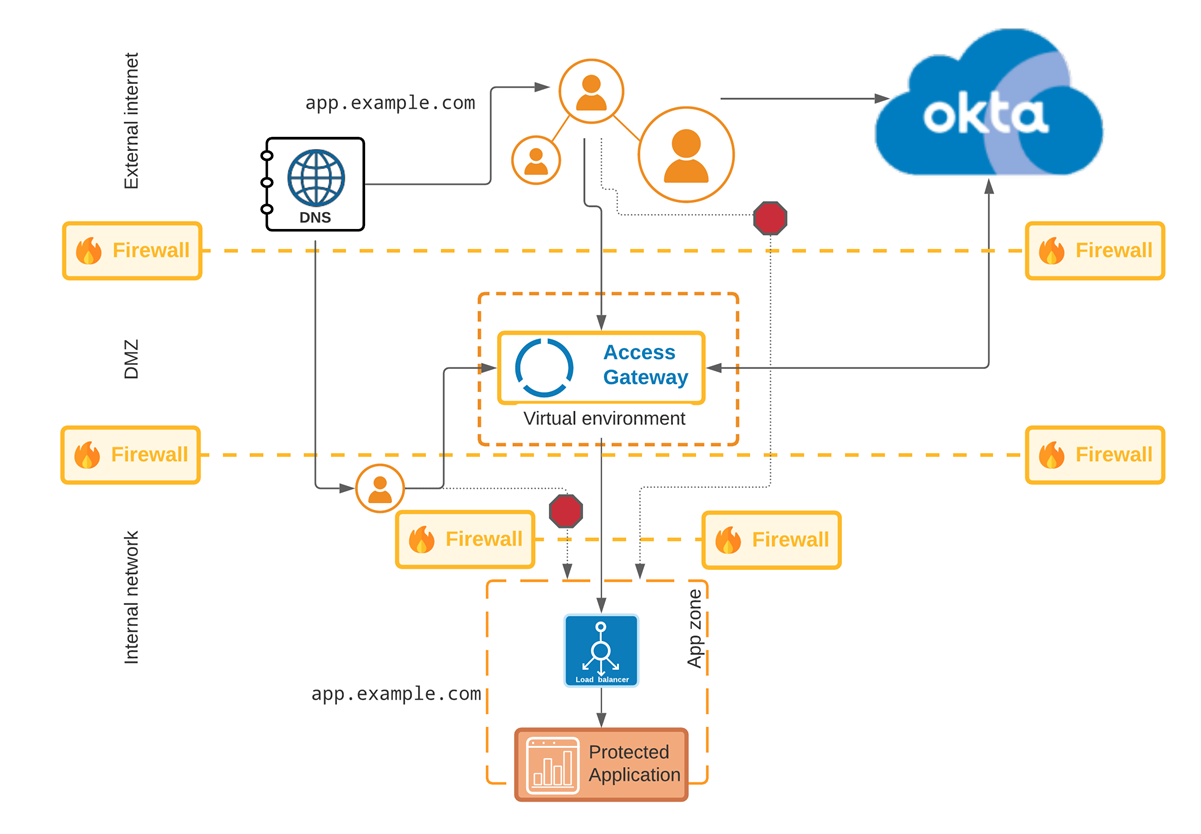 External internet
app.example.com
okta
DNS
Firewall
Firewall
DMZ
Access
Gateway
Virtual environment
Firewall
Firewall
Internal network
Firewall
Firewall
App zone
Load balancer
app.example.com
Protected
Application